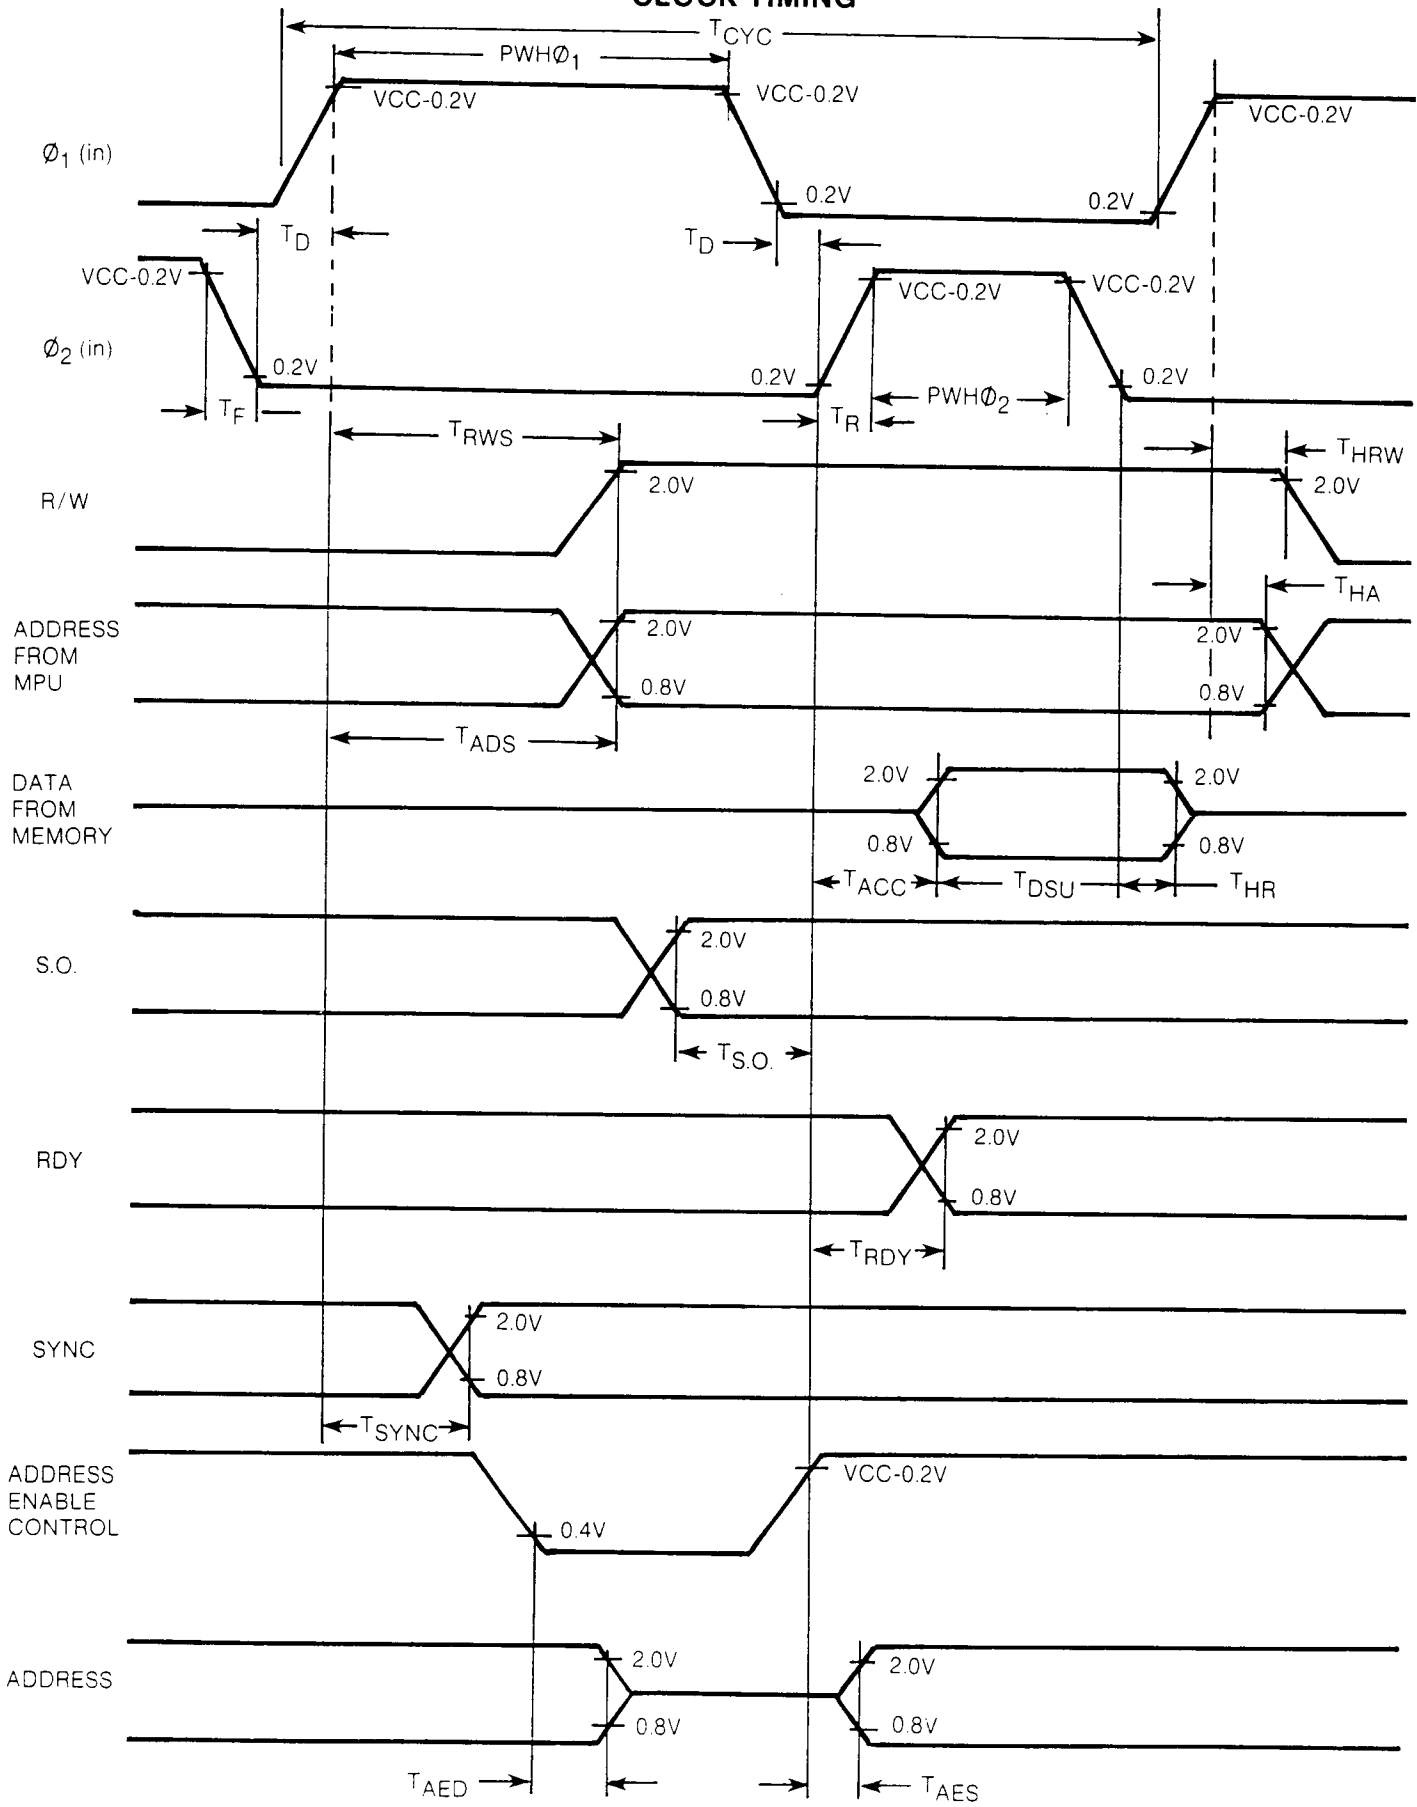 CLOCK TIMING
TCYC
PWHØ1
VCC-0.2V
VCC-0.2V
VCC-0.2V
Ø1 (in)
0.2V
0.2V
TD
TD
VCC-0.2V
VCC-0.2V
VCC-0.2V
Ø2 (in)
0.2V
0.2V
0.2V
TF
TR
PWHØ2
TRWS
THRW
R/W
2.0V
2.0V
THA
ADDRESS
FROM
MPU
2.0V
2.0V
0.8V
0.8V
TADS
DATA
FROM
MEMORY
2.0V
2.0V
0.8V
0.8V
TACC
TDSU
THR
S.O.
2.0V
0.8V
TS.O.
RDY
2.0V
0.8V
TRDY
SYNC
2.0V
0.8V
TSYNC
ADDRESS
ENABLE
CONTROL
VCC-0.2V
0.4V
ADDRESS
2.0V
2.0V
0.8V
0.8V
TAED
TAES